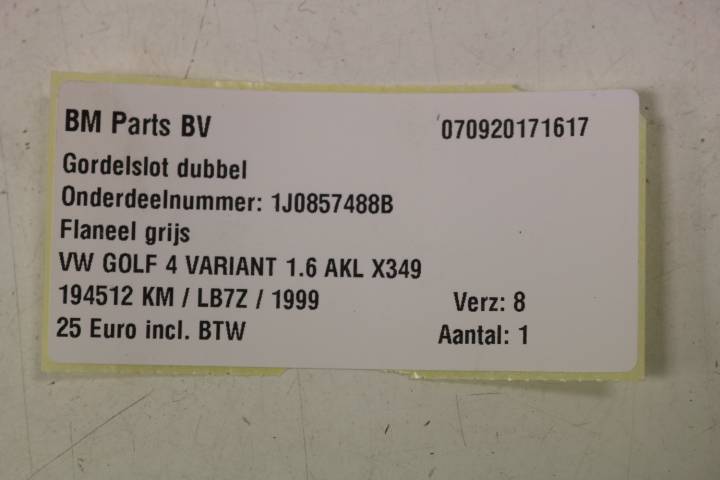 BM Parts BV 070920171617
Gordelslot dubbel
Onderdeelnummer: 1J0857488B
Flaneel grijs
VW GOLF 4 VARIANT 1.6 AKL X349
194512 KM / LB7Z / 1999 Verz: 8
25 Euro incl. BTW Aantal: 1